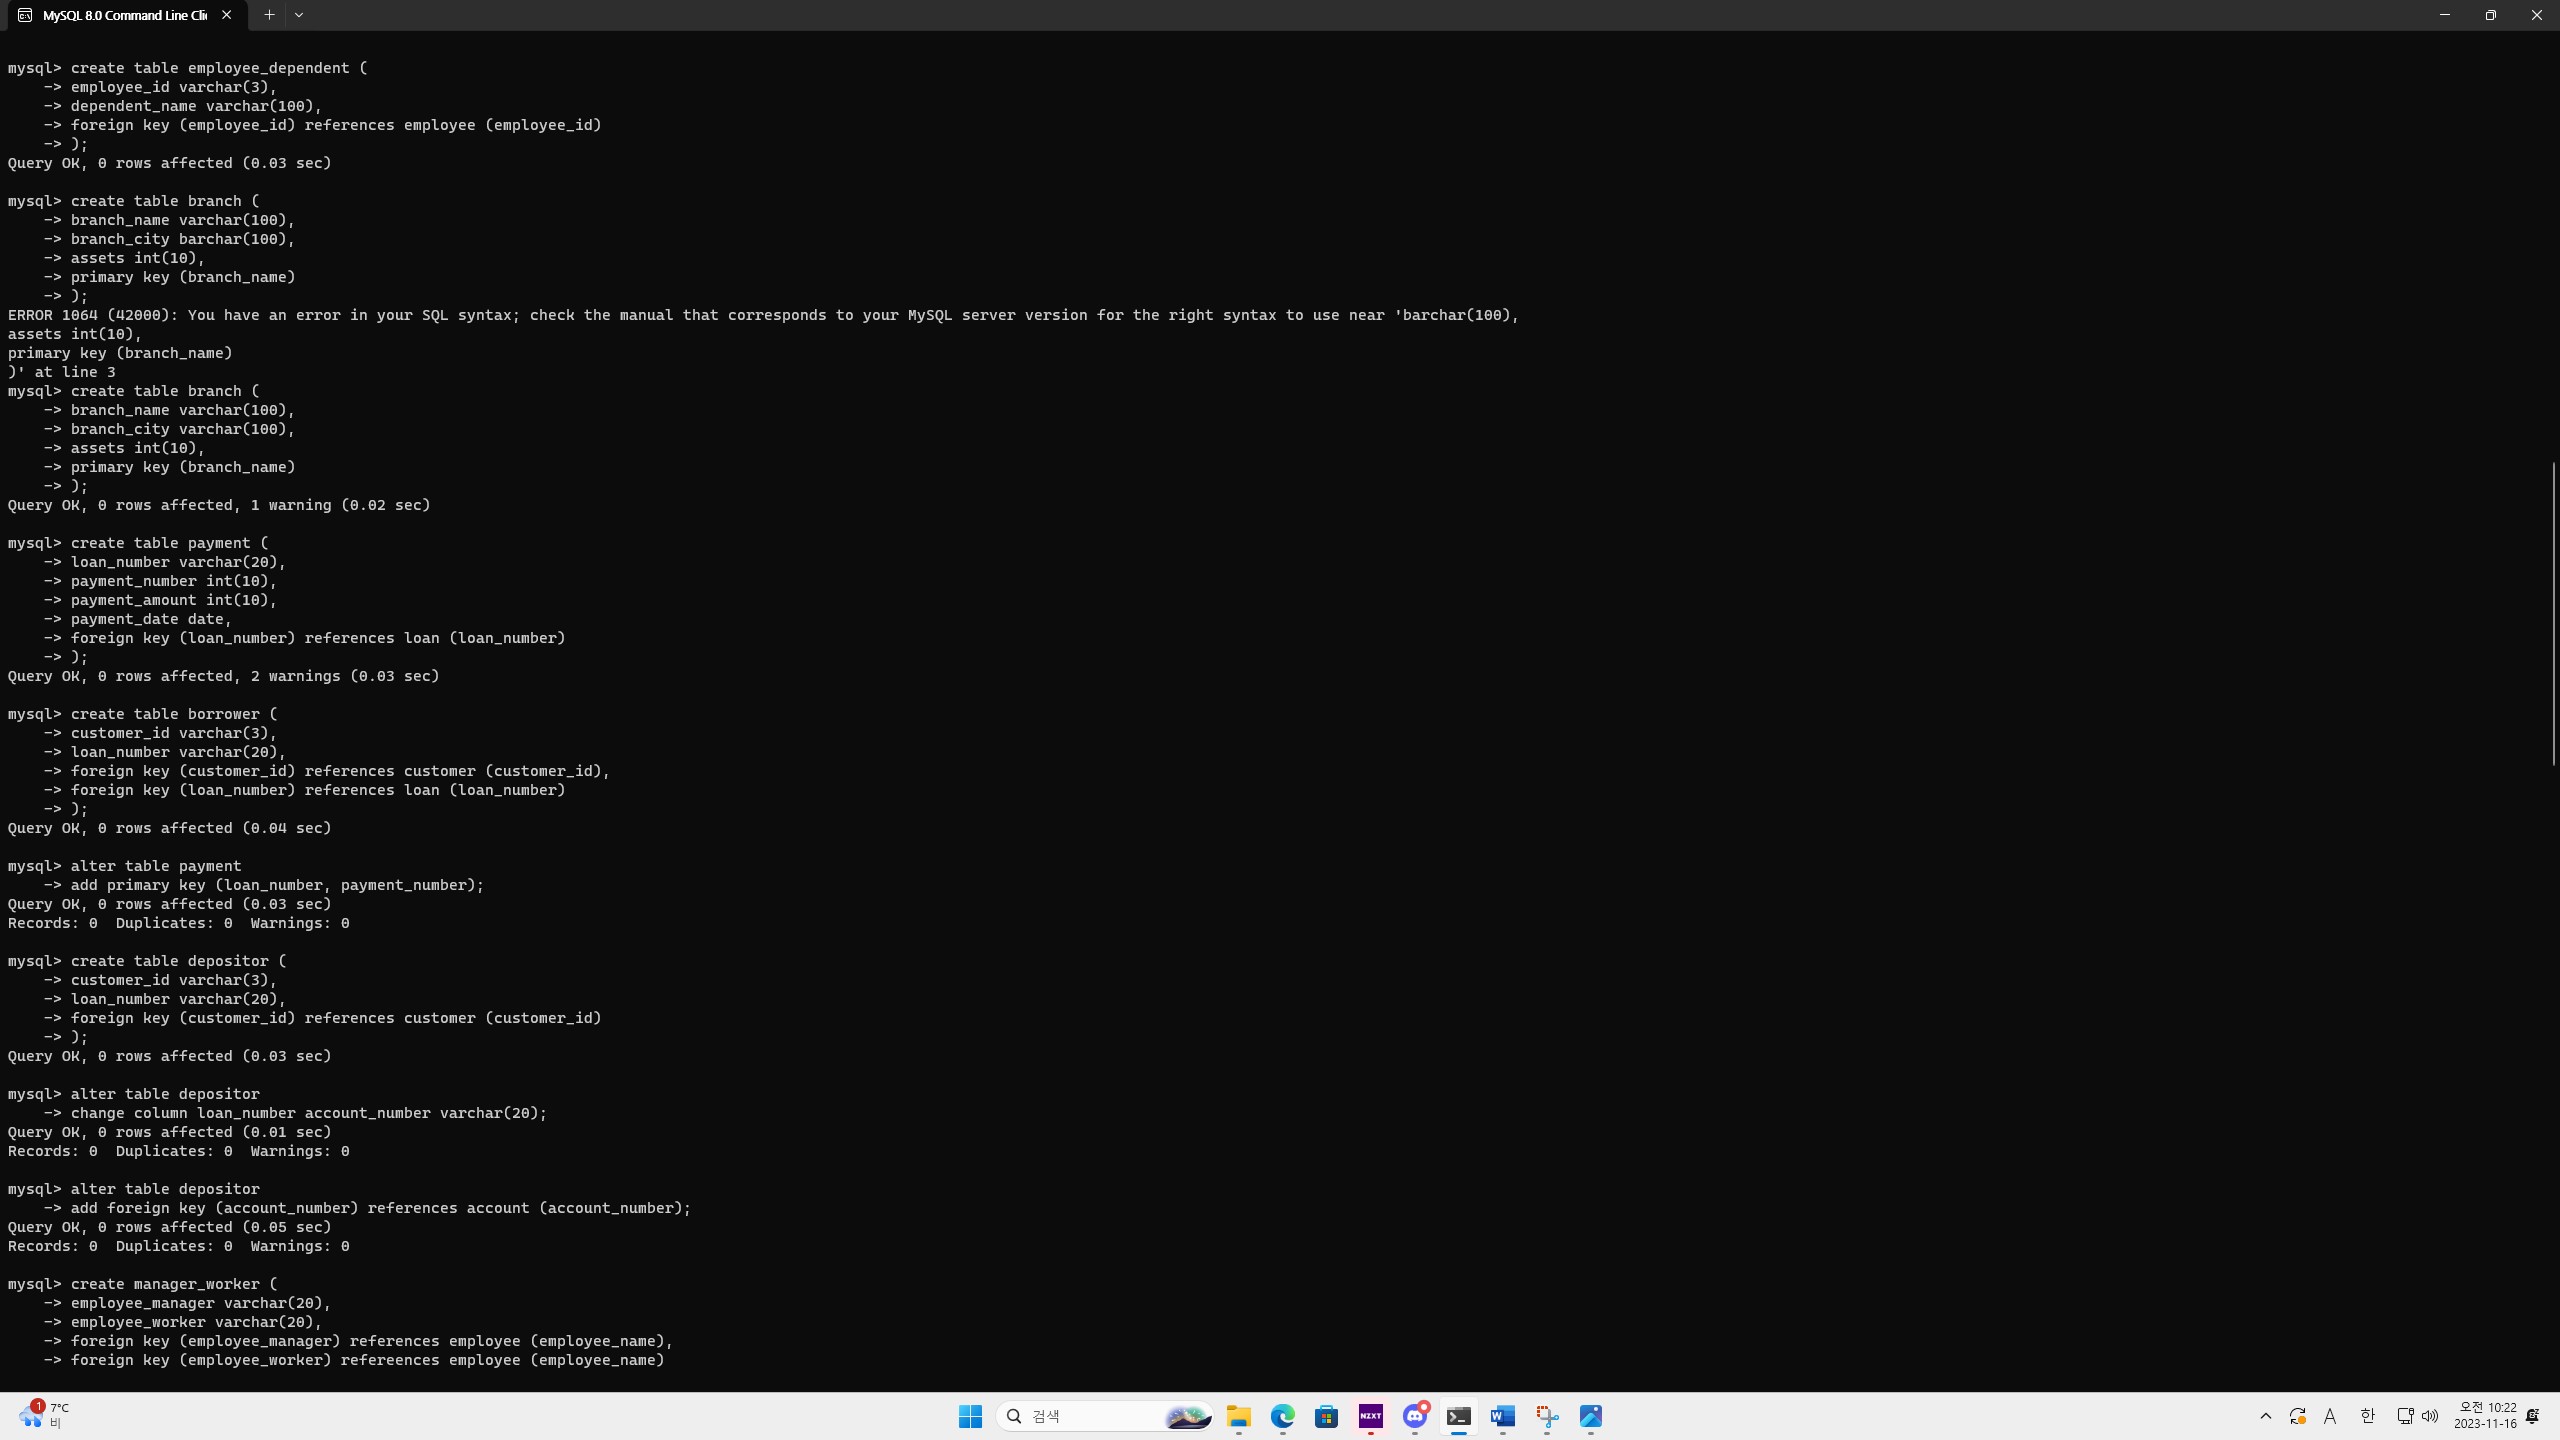 MySQL 8.0 Command Line Cli
mysql> create table employee_dependent (
    -> employee_id varchar(3),
    -> dependent_name varchar(100),
    -> foreign key (employee_id) references employee (employee_id)
    -> );
Query OK, 0 rows affected (0.03 sec)
mysql> create table branch (
    -> branch_name varchar(100),
    -> branch_city barchar(100),
    -> assets int(10),
    -> primary key (branch_name)
    -> );
ERROR 1064 (42000): You have an error in your SQL syntax; check the manual that corresponds to your MySQL server version for the right syntax to use near 'barchar(100),
assets int(10),
primary key (branch_name)
)' at line 3
mysql> create table branch (
    -> branch_name varchar(100),
    -> branch_city varchar(100),
    -> assets int(10),
    -> primary key (branch_name)
    -> );
Query OK, 0 rows affected, 1 warning (0.02 sec)
mysql> create table payment (
    -> loan_number varchar(20),
    -> payment_number int(10),
    -> payment_amount int(10),
    -> payment_date date,
    -> foreign key (loan_number) references loan (loan_number)
    -> );
Query OK, 0 rows affected, 2 warnings (0.03 sec)
mysql> create table borrower (
    -> customer_id varchar(3),
    -> loan_number varchar(20),
    -> foreign key (customer_id) references customer (customer_id),
    -> foreign key (loan_number) references loan (loan_number)
    -> );
Query OK, 0 rows affected (0.04 sec)
mysql> alter table payment
    -> add primary key (loan_number, payment_number);
Query OK, 0 rows affected (0.03 sec)
Records: 0  Duplicates: 0  Warnings: 0
mysql> create table depositor (
    -> customer_id varchar(3),
    -> loan_number varchar(20),
    -> foreign key (customer_id) references customer (customer_id)
    -> );
Query OK, 0 rows affected (0.03 sec)
mysql> alter table depositor
    -> change column loan_number account_number varchar(20);
Query OK, 0 rows affected (0.01 sec)
Records: 0  Duplicates: 0  Warnings: 0
mysql> alter table depositor
    -> add foreign key (account_number) references account (account_number);
Query OK, 0 rows affected (0.05 sec)
Records: 0  Duplicates: 0  Warnings: 0
mysql> create manager_worker (
    -> employee_manager varchar(20),
    -> employee_worker varchar(20),
    -> foreign key (employee_manager) references employee (employee_name),
    -> foreign key (employee_worker) refereences employee (employee_name)
1
7°C
비
검색
NZXT
A
한
오전 10:22
2023-11-16